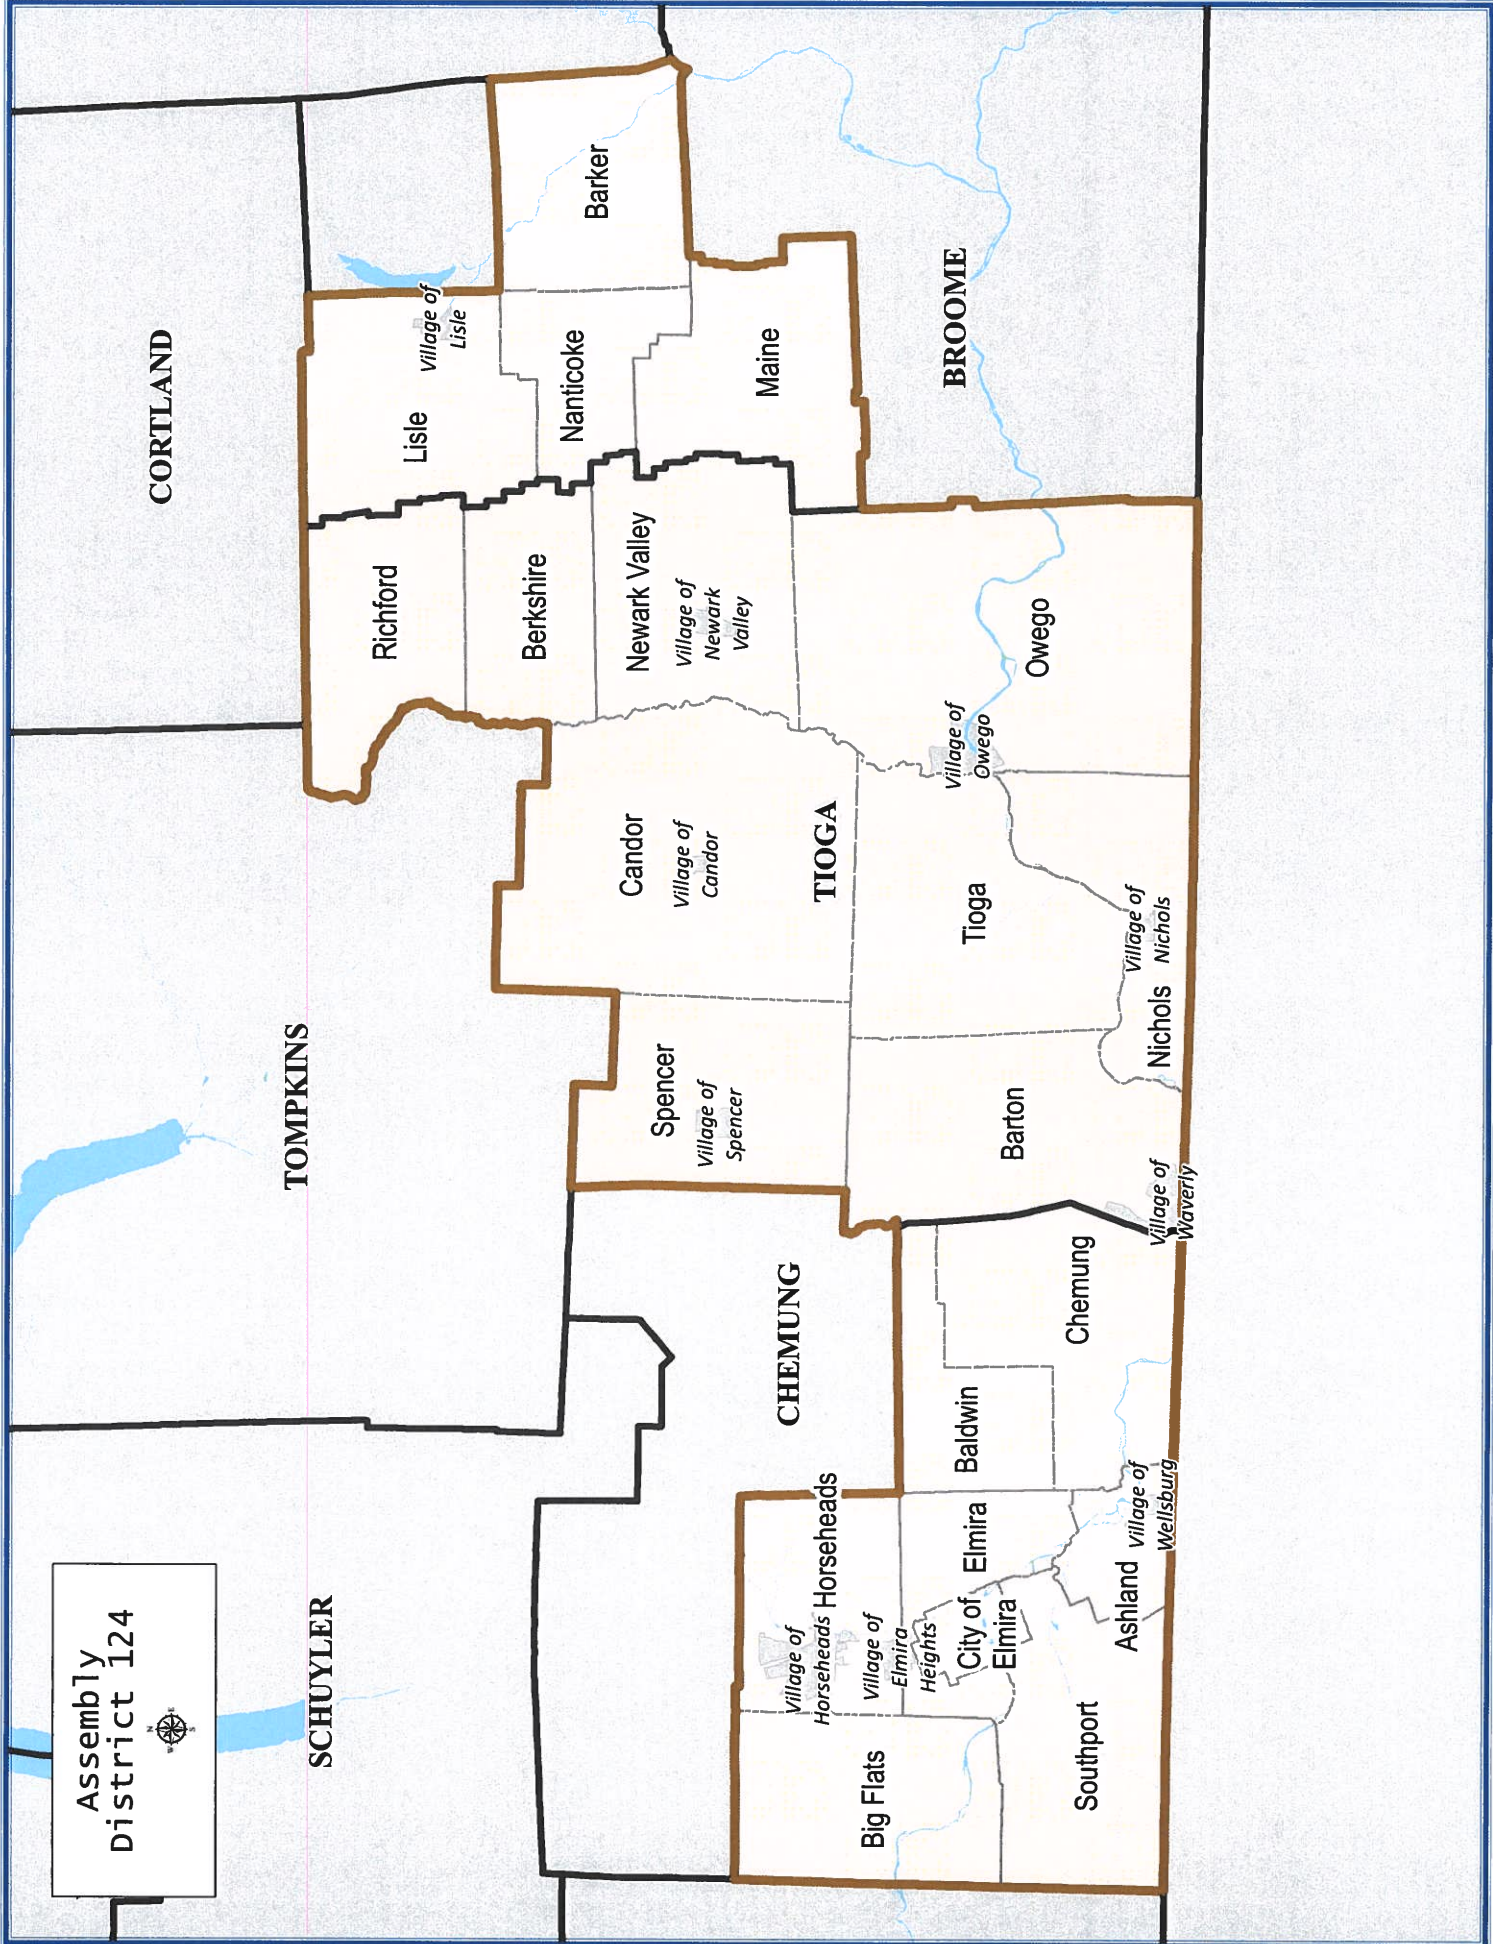 Assembly
District 124
N
W
E
S
SCHUYLER
TOMPKINS
CORTLAND
CHEMUNG
TIOGA
BROOME
Richford
Lisle
Village of
Lisle
Berkshire
Nanticoke
Barker
Newark Valley
Village of
Newark
Valley
Maine
Candor
Village of
Candor
Spencer
Village of
Spencer
Owego
Village of
Owego
Tioga
Village of
Nichols
Nichols
Barton
Village of
Waverly
Chemung
Baldwin
Horseheads
Village of
Horseheads
Village of
Elmira
Heights
Elmira
City of
Elmira
Big Flats
Southport
Ashland
Village of
Wellsburg